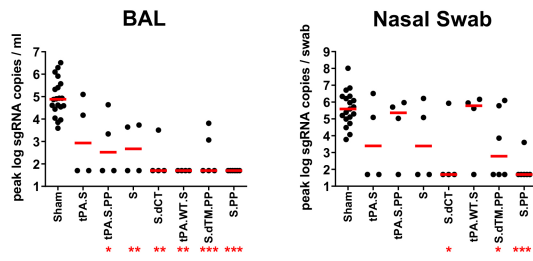 BAL
peak log sgRNA copies / ml
7
6
5
4
3
2
1
Sham
tPA.S
tPA.S.PP
S
S.dCT
tPA.WT.S
S.dTM.PP
S.PP
* ** ** ** *** ***
Nasal Swab
peak log sgRNA copies / swab
9
8
7
6
5
4
3
2
1
Sham
tPA.S
tPA.S.PP
S
S.dCT
tPA.WT.S
S.dTM.PP
S.PP
* * ***